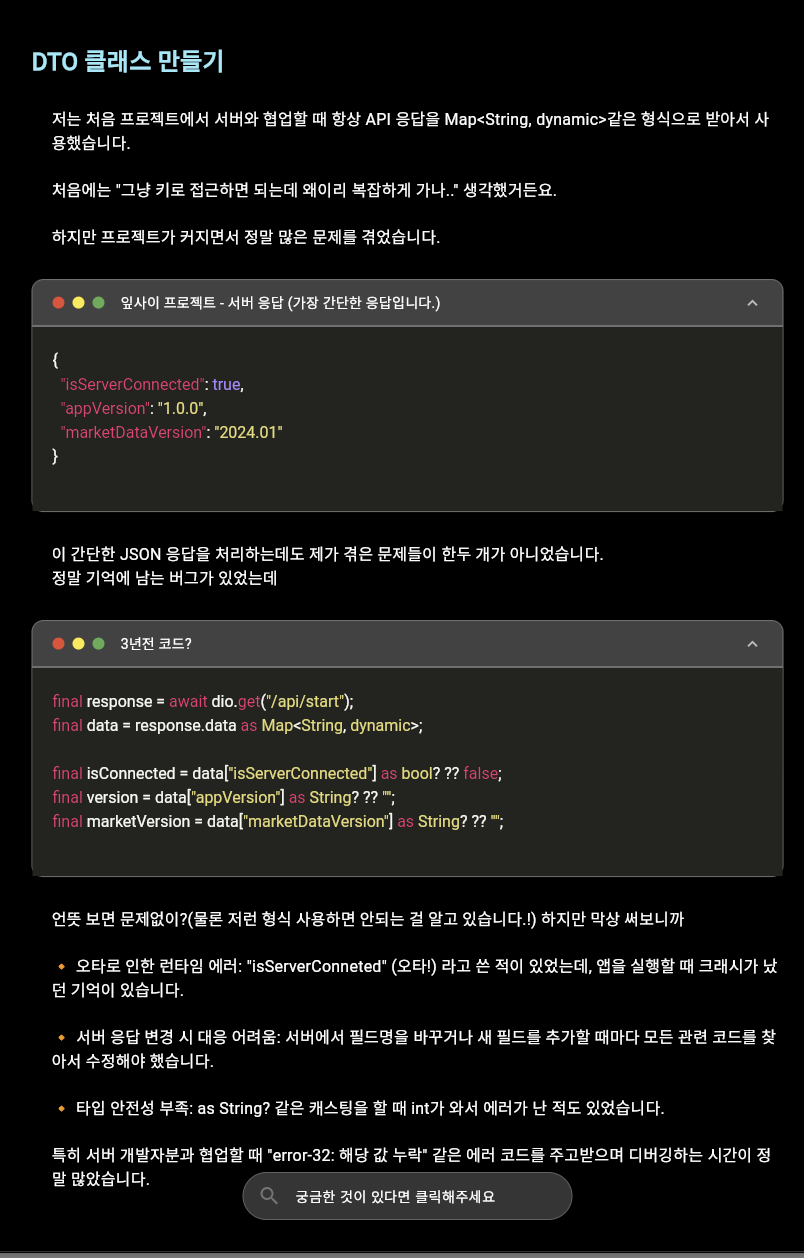 DTO 클래스 만들기
저는 처음 프로젝트에서 서버와 협업할 때 항상 API 응답을 Map<String, dynamic>같은 형식으로 받아서 사
용했습니다.
처음에는 "그냥 키로 접근하면 되는데 왜이리 복잡하게 가나.." 생각했거든요.
하지만 프로젝트가 커지면서 정말 많은 문제를 겪었습니다.
잎사이 프로젝트 - 서버 응답 (가장 간단한 응답입니다.)
{
"isServerConnected": true,
"appVersion": "1.0.0",
"marketDataVersion": "2024.01"
}
이 간단한 JSON 응답을 처리하는데도 제가 겪은 문제들이 한두 개가 아니었습니다.
정말 기억에 남는 버그가 있었는데
3년전 코드?
final response = await dio.get("/api/start");
final data = response.data as Map<String, dynamic>;
final isConnected = data["isServerConnected"] as bool? ?? false;
final version = data["appVersion"] as String? ?? "";
final marketVersion = data["marketDataVersion"] as String? ?? "";
언뜻 보면 문제없이?(물론 저런 형식 사용하면 안되는 걸 알고 있습니다.!) 하지만 막상 써보니까
🔸 오타로 인한 런타임 에러: "isServerConneted" (오타!) 라고 쓴 적이 있었는데, 앱을 실행할 때 크래시가 났
던 기억이 있습니다.
🔸 서버 응답 변경 시 대응 어려움: 서버에서 필드명을 바꾸거나 새 필드를 추가할 때마다 모든 관련 코드를 찾
아서 수정해야 했습니다.
🔸 타입 안전성 부족: as String? 같은 캐스팅을 할 때 int가 와서 에러가 난 적도 있었습니다.
특히 서버 개발자분과 협업할 때 "error-32: 해당 값 누락" 같은 에러 코드를 주고받으며 디버깅하는 시간이 정
말 많았습니다.
궁금한 것이 있다면 클릭해주세요